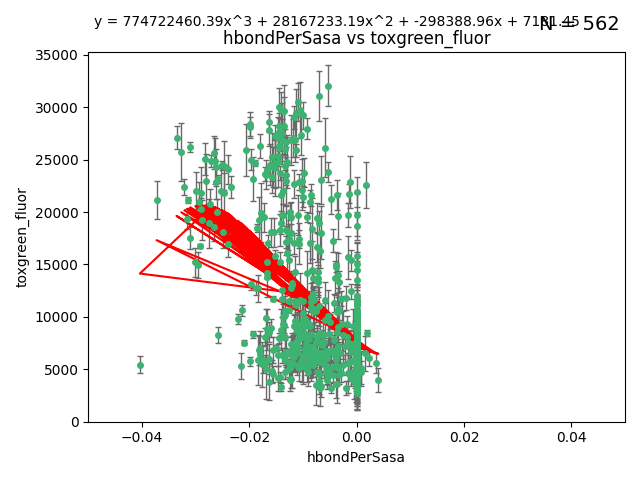 y = 774722460.39x^3 + 28167233.19x^2 + -298388.96x + 7181.45
N = 562
hbondPerSasa vs toxgreen_fluor
35000
30000
25000
20000
15000
10000
5000
0
toxgreen_fluor
−0.04
−0.02
0.00
0.02
0.04
hbondPerSasa